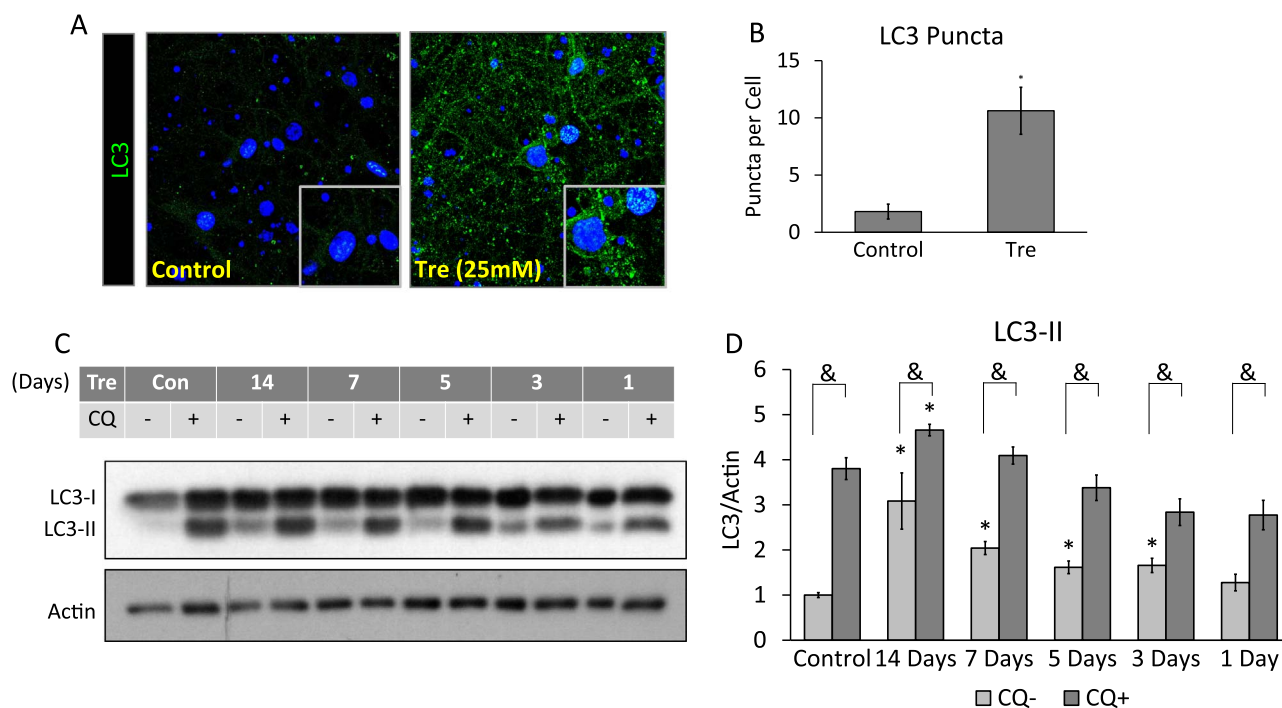 A
LC3
Control
Tre (25mM)
B
LC3 Puncta
Puncta per Cell
15
10
5
0
*
Control
Tre
C
(Days) Tre Con 14 7 5 3 1
CQ - + - + - + - + - + - +
LC3-I
LC3-II
Actin
D
LC3-II
LC3/Actin
6
5
4
3
2
1
0
& & & & & &
* * * * *
Control 14 Days 7 Days 5 Days 3 Days 1 Day
CQ- CQ+